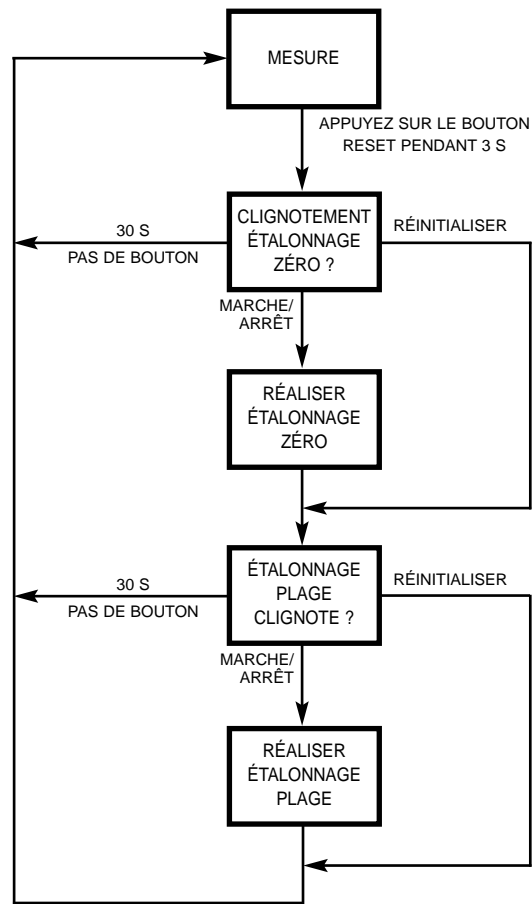 MESURE
APPUYEZ SUR LE BOUTON
RESET PENDANT 3 S
CLIGNOTEMENT
ÉTALONNAGE
ZÉRO ?
30 S
PAS DE BOUTON
RÉINITIALISER
MARCHE/
ARRÊT
RÉALISER
ÉTALONNAGE
ZÉRO
ÉTALONNAGE
PLAGE
CLIGNOTE ?
30 S
PAS DE BOUTON
RÉINITIALISER
MARCHE/
ARRÊT
RÉALISER
ÉTALONNAGE
PLAGE